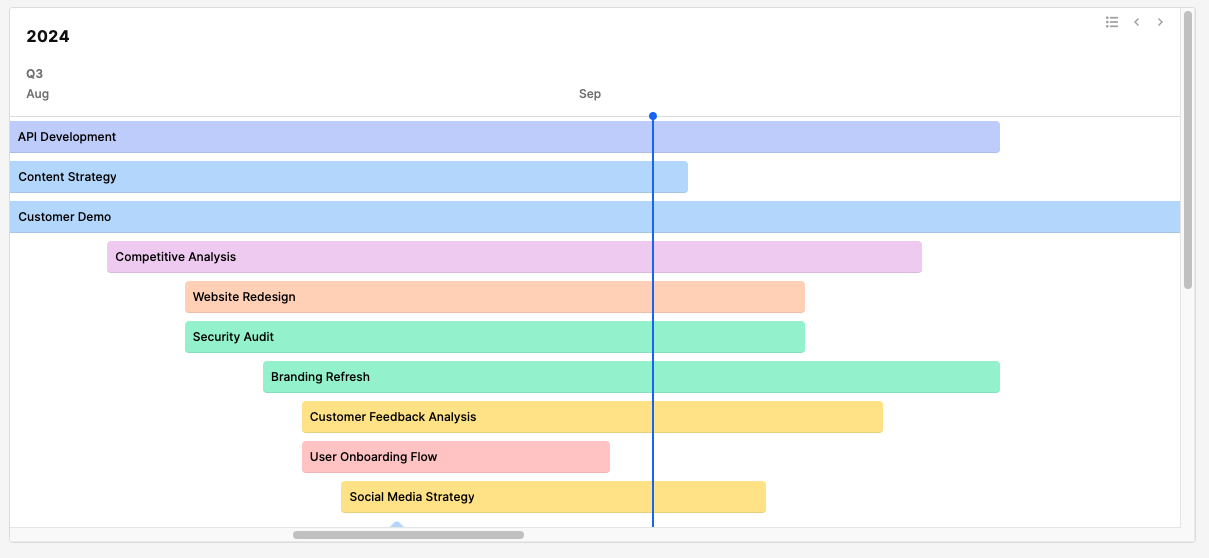 2024
Q3
Aug Sep
API Development
Content Strategy
Customer Demo
Competitive Analysis
Website Redesign
Security Audit
Branding Refresh
Customer Feedback Analysis
User Onboarding Flow
Social Media Strategy